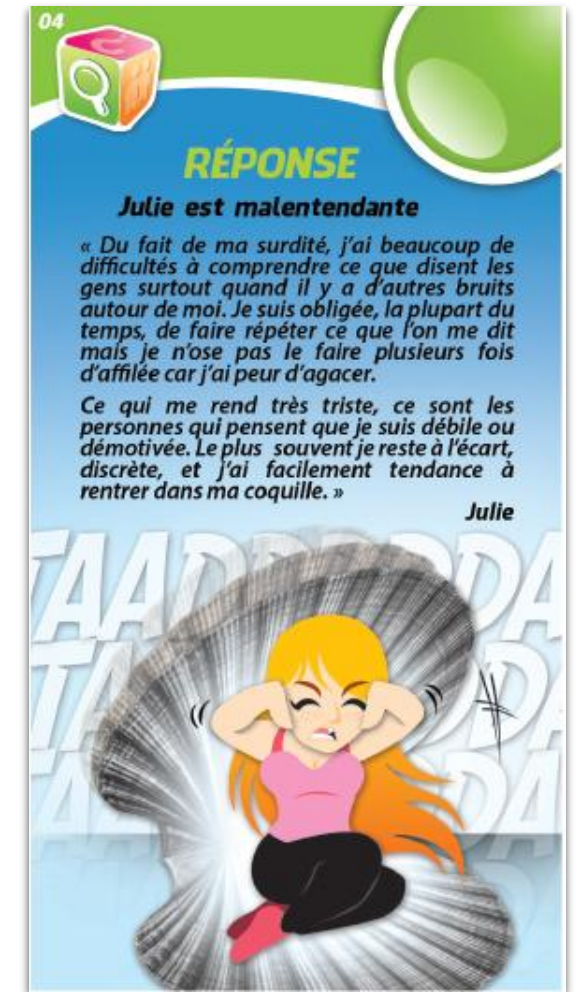 04
RÉPONSE
Julie est malentendante
« Du fait de ma surdité, j'ai beaucoup de
difficultés à comprendre ce que disent les
gens surtout quand il y a d'autres bruits
autour de moi. Je suis obligée, la plupart du
temps, de faire répéter ce que l'on me dit
mais je n'ose pas le faire plusieurs fois
d'affilée car j'ai peur d'agacer.
Ce qui me rend très triste, ce sont les
personnes qui pensent que je suis débile ou
démotivée. Le plus souvent je reste à l'écart,
discrète, et j'ai facilement tendance à
rentrer dans ma coquille. »
Julie